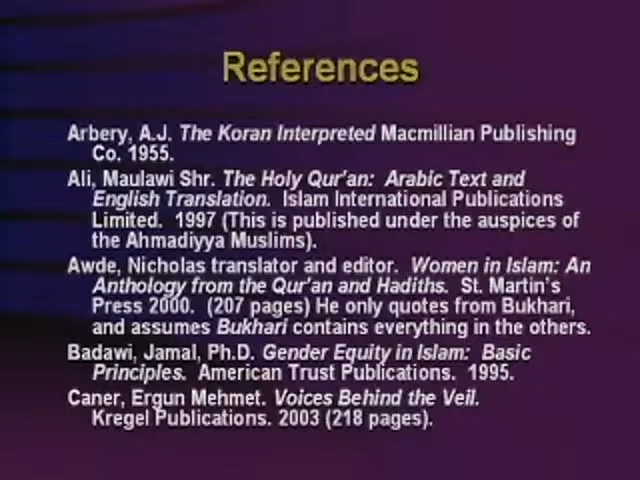 References
Arbery, A.J. The Koran Interpreted Macmillian Publishing
Co. 1955.
Ali, Maulawi Shr. The Holy Qur'an: Arabic Text and
English Translation. Islam International Publications
Limited. 1997 (This is published under the auspices of
the Ahmadiyya Muslims).
Awde, Nicholas translator and editor. Women in Islam: An
Anthology from the Qur'an and Hadiths. St. Martin's
Press 2000. (207 pages) He only quotes from Bukhari,
and assumes Bukhari contains everything in the others.
Badawi, Jamal, Ph.D. Gender Equity in Islam: Basic
Principles. American Trust Publications. 1995.
Caner, Ergun Mehmet. Voices Behind the Veil.
Kregel Publications. 2003 (218 pages).